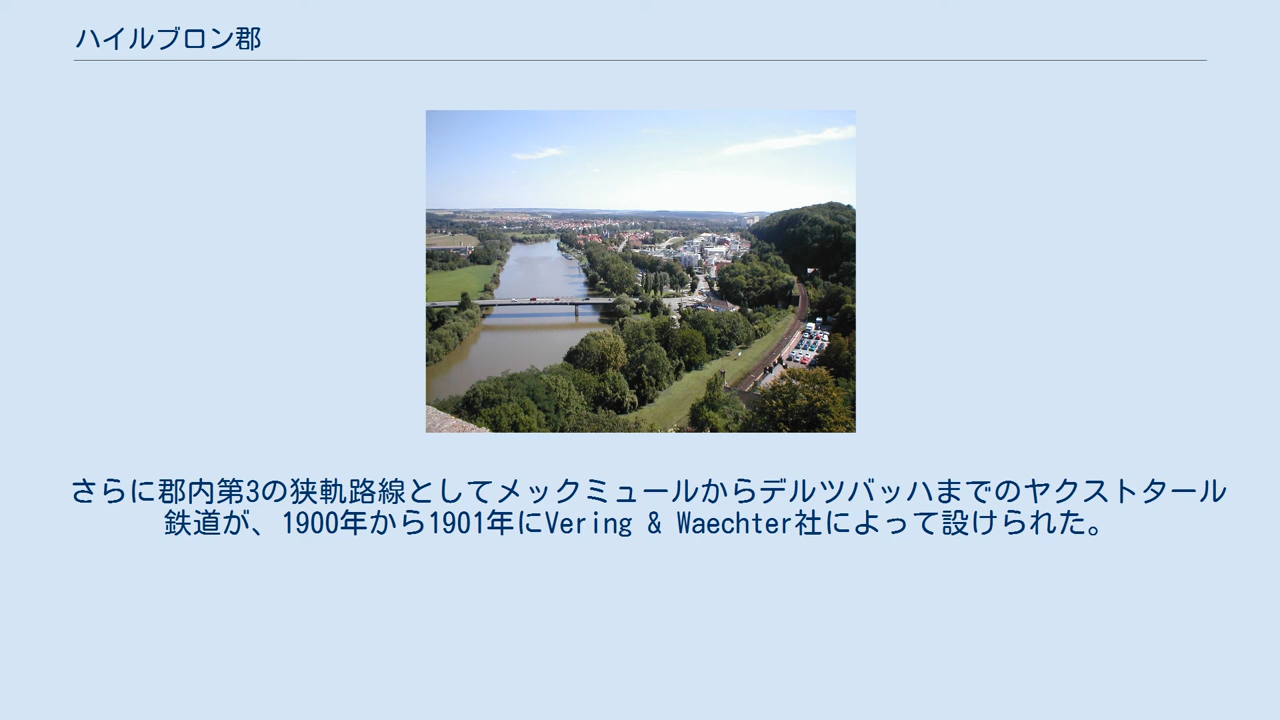 ハイルブロン郡
さらに郡内第3の狭軌路線としてメックミュールからデルツバッハまでのヤクストタール
鉄道が、1900年から1901年にVering & Waechter社によって設けられた。